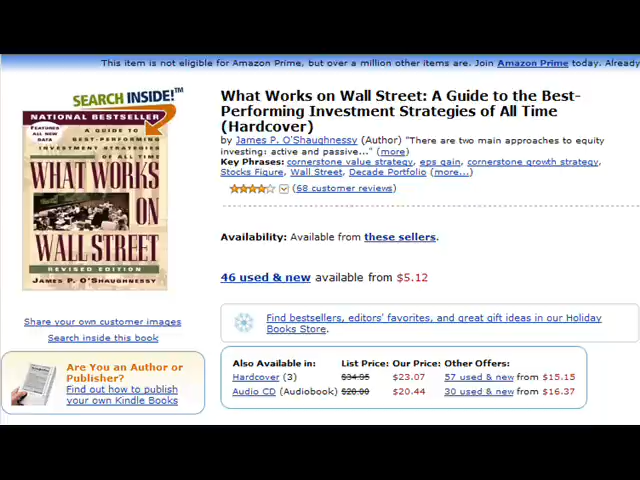 This item is not eligible for Amazon Prime, but over a million other items are. Join Amazon Prime today. Already
SEARCH INSIDE!™
NATIONAL BESTSELLER
FEATURES ALL NEW DATA
A GUIDE TO
BEST-PERFORMING
INVESTMENT STRATEGIES
OF ALL TIME
WHAT WORKS
ON
WALL STREET
REVISED EDITION
JAMES P. O'SHAUGHNESSY
Share your own customer images
Search inside this book
Are You an Author or
Publisher?
Find out how to publish
your own Kindle Books
What Works on Wall Street: A Guide to the Best-
Performing Investment Strategies of All Time
(Hardcover)
by James P. O'Shaughnessy (Author) "There are two main approaches to equity
investing: active and passive..." (more)
Key Phrases: cornerstone value strategy, eps gain, cornerstone growth strategy,
Stocks Figure, Wall Street, Decade Portfolio (more...)
(68 customer reviews)
Availability: Available from these sellers.
46 used & new available from $5.12
Find bestsellers, editors' favorites, and great gift ideas in our Holiday
Books Store.
Also Available in: List Price: Our Price: Other Offers:
Hardcover (3) $34.95 $23.07 57 used & new from $15.15
Audio CD (Audiobook) $20.00 $20.44 30 used & new from $16.37